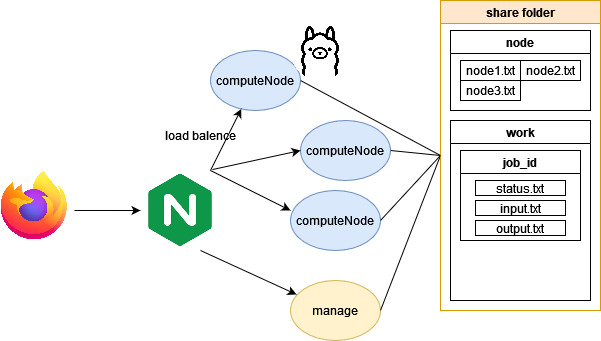 share folder
node
node1.txt node2.txt
node3.txt
work
job_id
status.txt
input.txt
output.txt
computeNode
load balence
computeNode
computeNode
manage
N